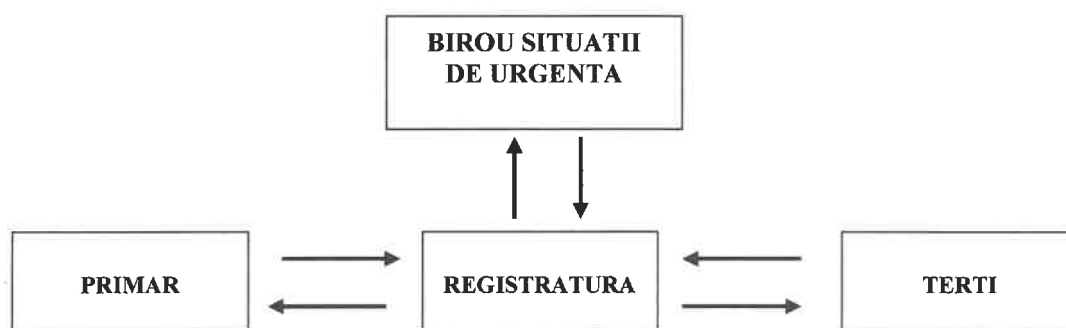 BIROU SITUATII
DE URGENTA
PRIMAR
REGISTRATURA
TERTI